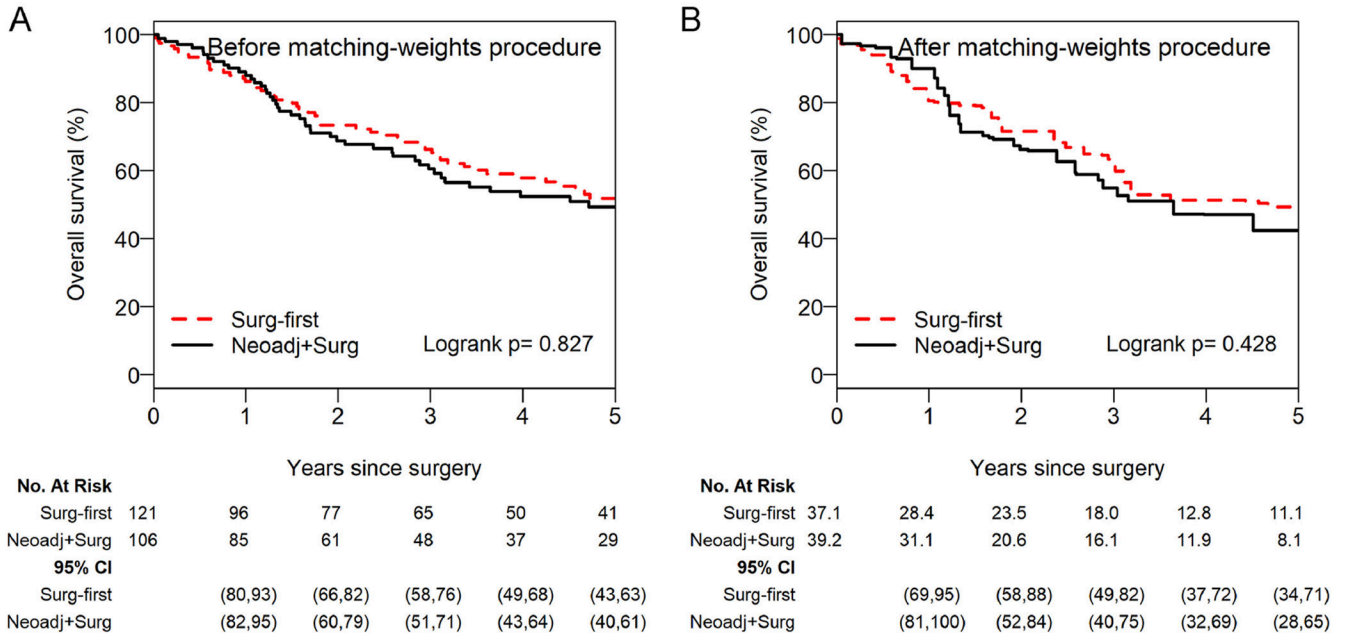 A
Before matching-weights procedure
Overall survival (%)
100
80
60
40
20
0
Surg-first
Neoadj+Surg
Logrank p= 0.827
0 1 2 3 4 5
Years since surgery
No. At Risk
Surg-first 121 96 77 65 50 41
Neoadj+Surg 106 85 61 48 37 29
95% CI
Surg-first (80,93) (66,82) (58,76) (49,68) (43,63)
Neoadj+Surg (82,95) (60,79) (51,71) (43,64) (40,61)
B
After matching-weights procedure
Overall survival (%)
100
80
60
40
20
0
Surg-first
Neoadj+Surg
Logrank p= 0.428
0 1 2 3 4 5
Years since surgery
No. At Risk
Surg-first 37.1 28.4 23.5 18.0 12.8 11.1
Neoadj+Surg 39.2 31.1 20.6 16.1 11.9 8.1
95% CI
Surg-first (69,95) (58,88) (49,82) (37,72) (34,71)
Neoadj+Surg (81,100) (52,84) (40,75) (32,69) (28,65)